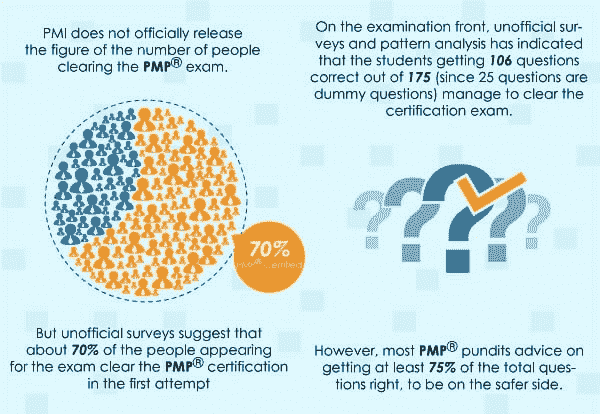 PMI does not officially release
the figure of the number of people
clearing the PMP® exam.
70%
But unofficial surveys suggest that
about 70% of the people appearing
for the exam clear the PMP® certification
in the first attempt
On the examination front, unofficial sur-
veys and pattern analysis has indicated
that the students getting 106 questions
correct out of 175 (since 25 questions are
dummy questions) manage to clear the
certification exam.
However, most PMP® pundits advice on
getting at least 75% of the total ques-
tions right, to be on the safer side.